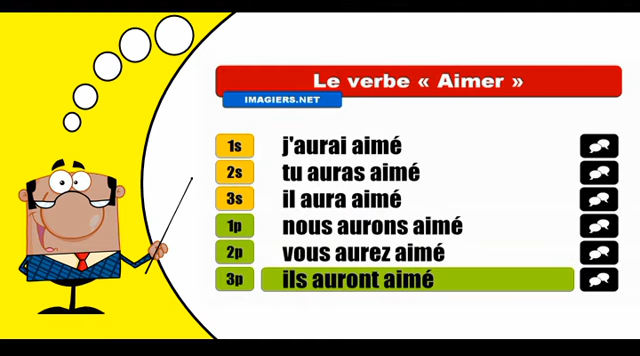 Le verbe « Aimer »
IMAGIERS.NET
1s j'aurai aimé
2s tu auras aimé
3s il aura aimé
1p nous aurons aimé
2p vous aurez aimé
3p ils auront aimé